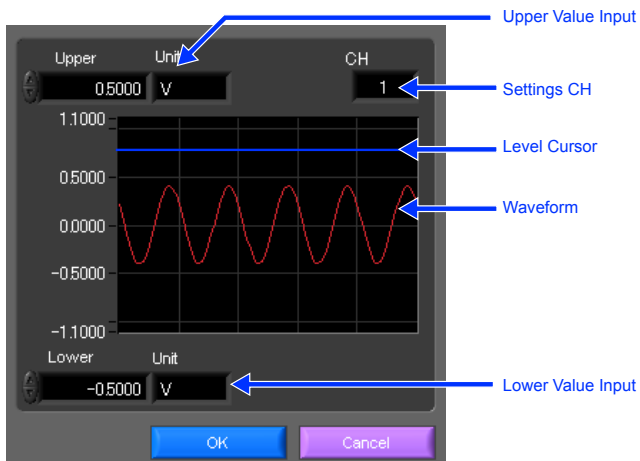 Upper Value Input
Upper Unit CH
0.5000 V 1
Settings CH
1.1000
Level Cursor
0.5000
Waveform
0.0000
-0.5000
-1.1000
Lower Unit
-0.5000 V
Lower Value Input
OK Cancel